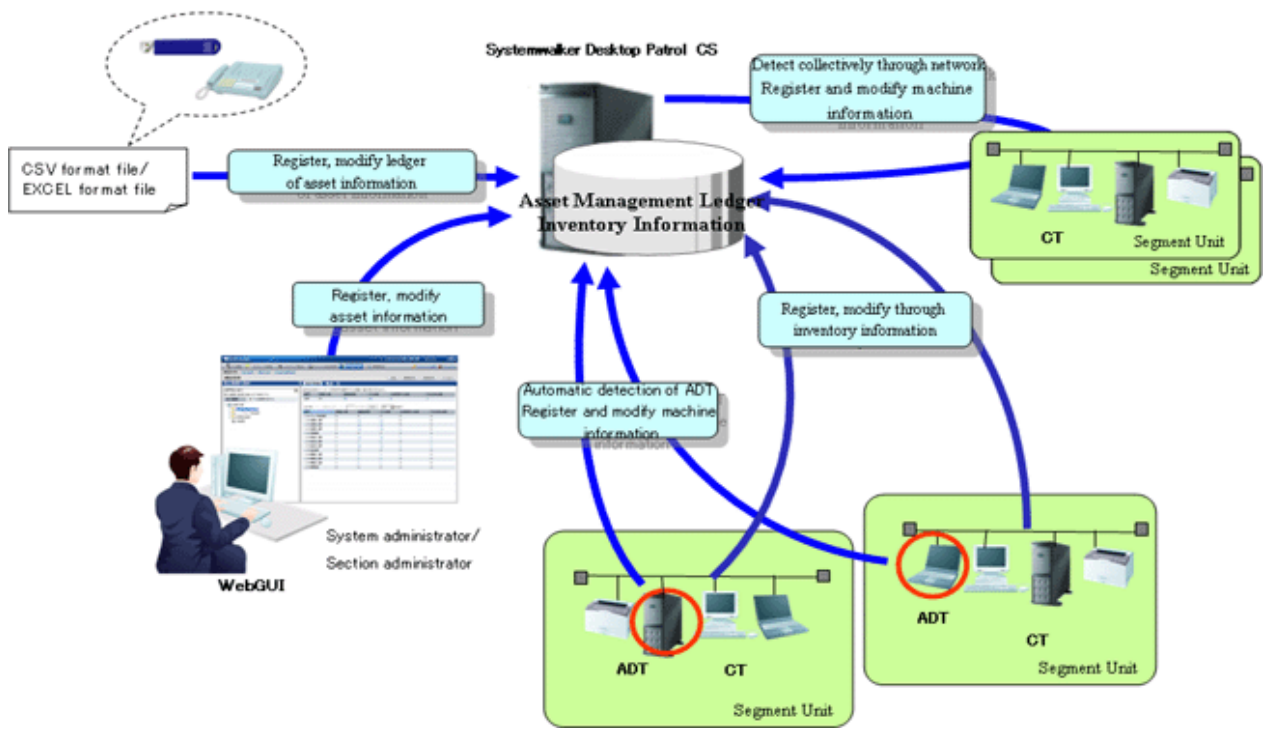 Systemwalker Desktop Patrol CS
Detect collectively through network
Register and modify machine
information
CSV format file/
EXCEL format file
Register, modify ledger
of asset information
Asset Management Ledger
Inventory Information
CT
Segment Unit
Segment Unit
Register, modify
asset information
Register, modify through
inventory information
Automatic detection of ADT
Register and modify machine
information
System administrator/
Section administrator
WebGUI
ADT
CT
Segment Unit
ADT
CT
Segment Unit